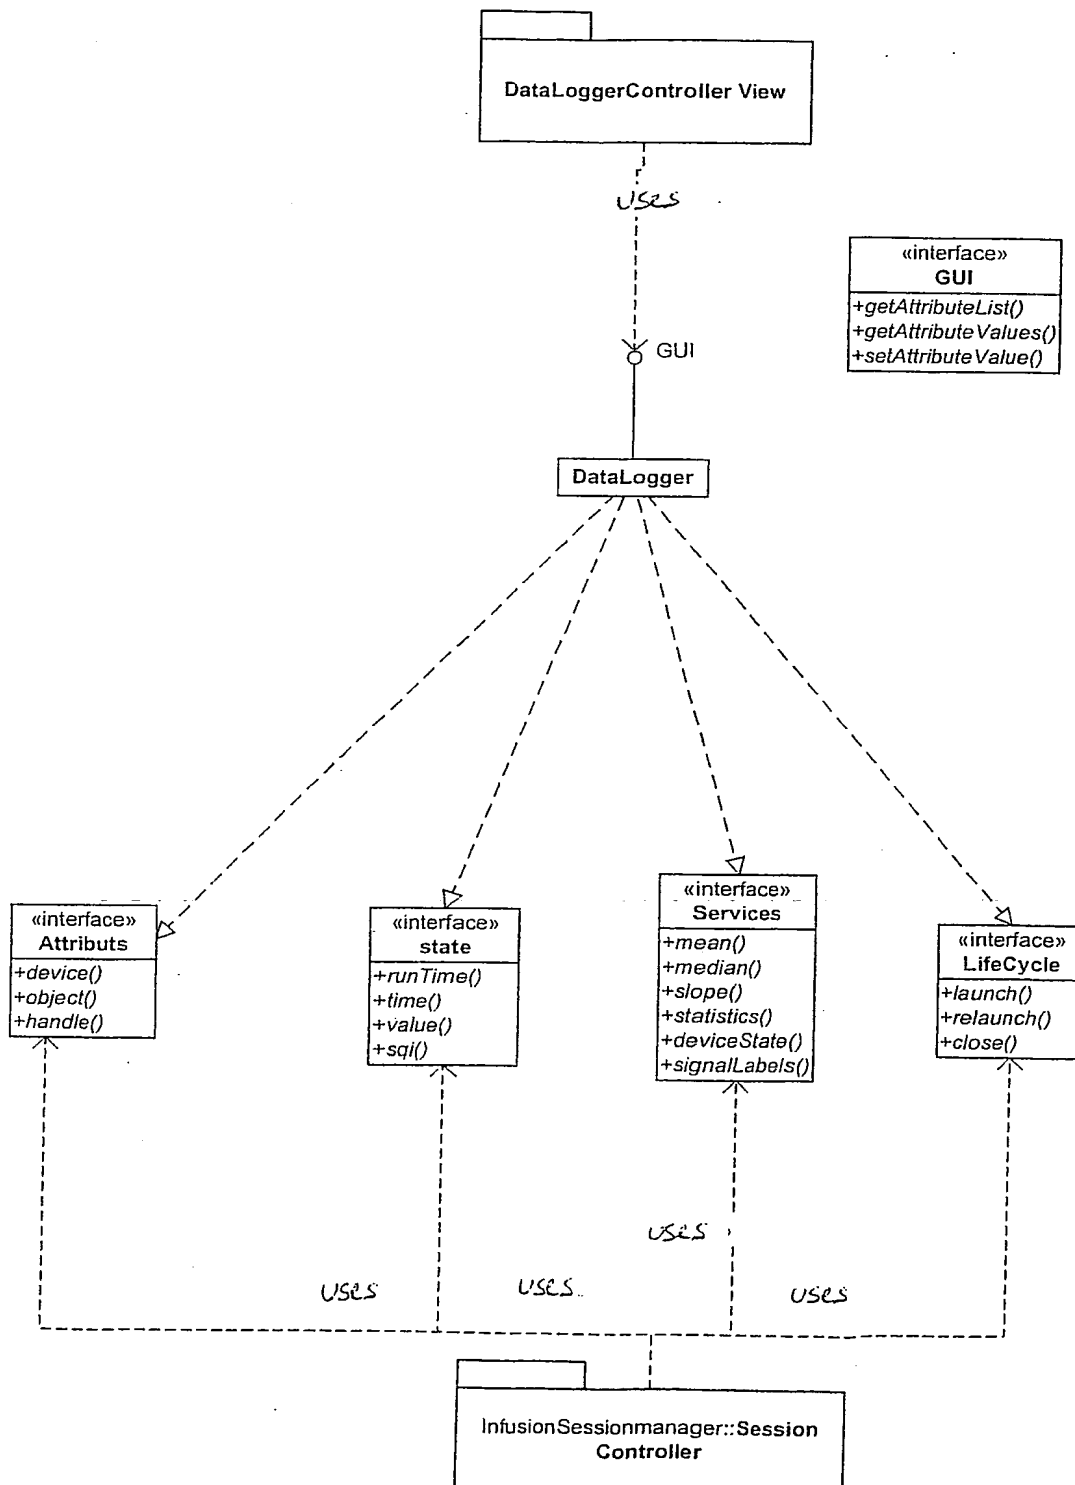 DataLoggerController View
uses
«interface»
GUI
+getAttributeList()
+getAttributeValues()
+setAttributeValue()
GUI
DataLogger
«interface»
Attributs
+device()
+object()
+handle()
«interface»
state
+runTime()
+time()
+value()
+sqi()
«interface»
Services
+mean()
+median()
+slope()
+statistics()
+deviceState()
+signalLabels()
«interface»
LifeCycle
+launch()
+relaunch()
+close()
uses
uses
uses
uses
InfusionSessionmanager::Session
Controller